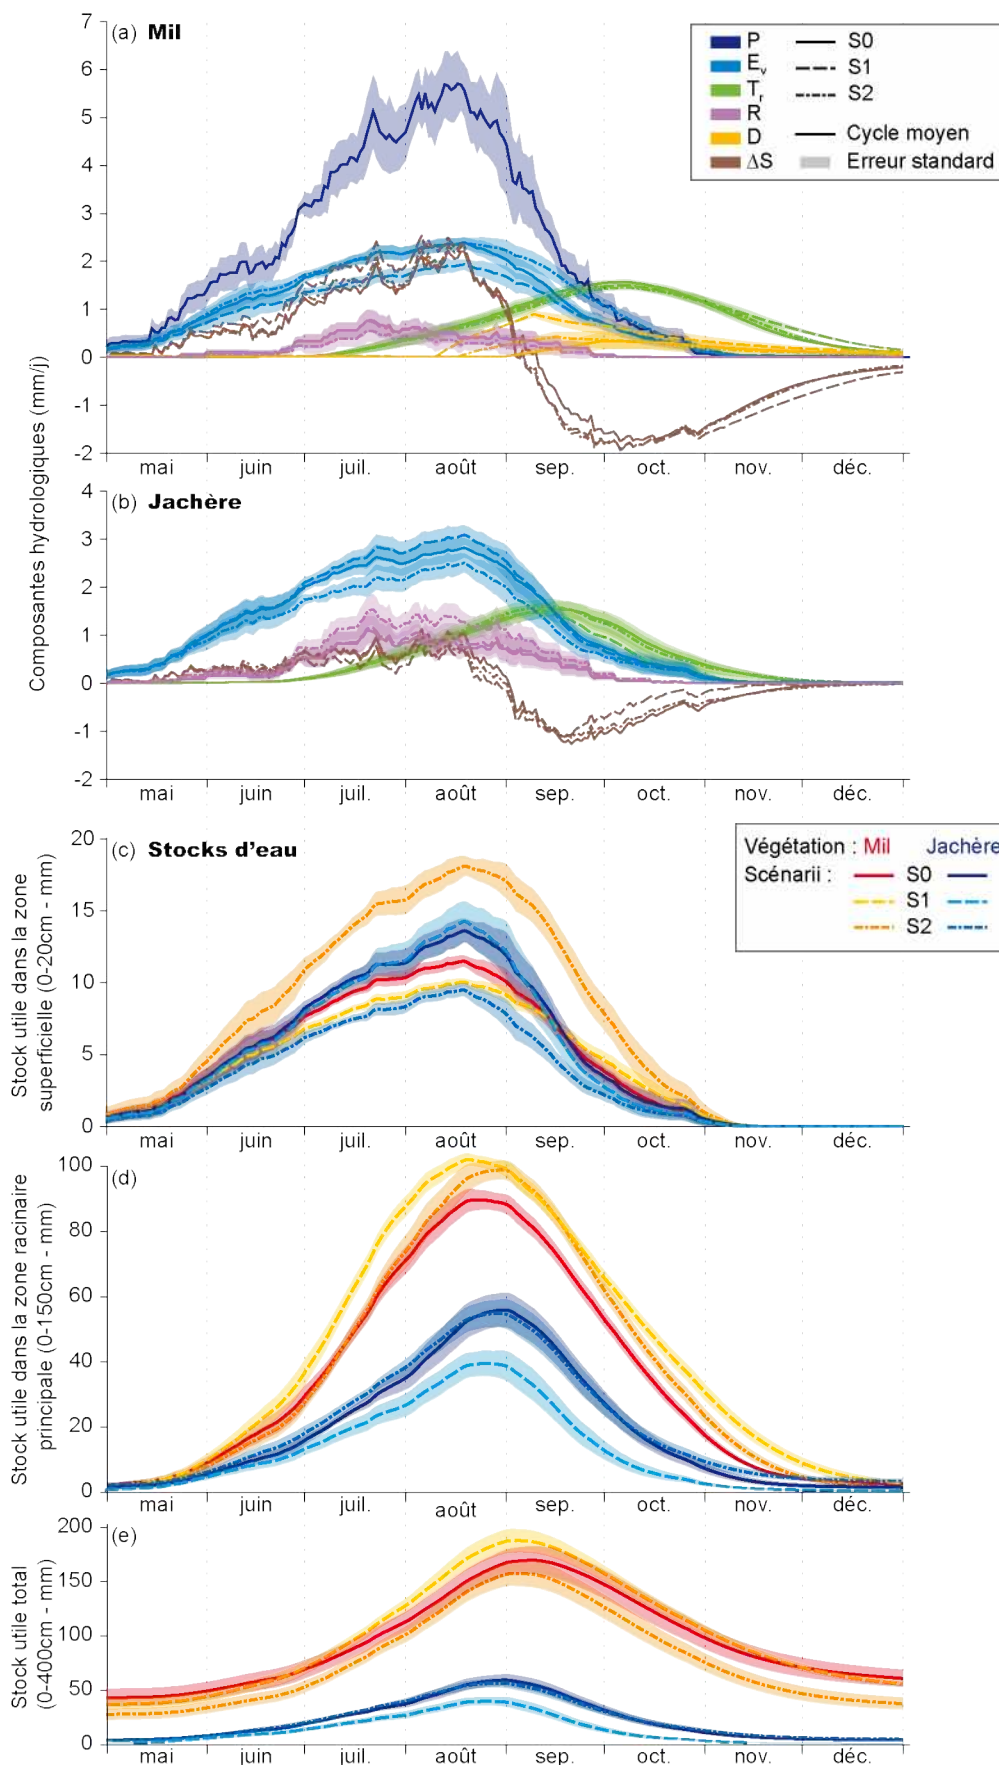 (a) Mil
P
E_v
T_r
R
D
ΔS
S0
S1
S2
Cycle moyen
Erreur standard
7
6
5
4
3
2
1
0
-1
-2
mai juin juil. août sep. oct. nov. déc.
Composantes hydrologiques (mm/j)
(b) Jachère
4
3
2
1
0
-1
-2
mai juin juil. août sep. oct. nov. déc.
(c) Stocks d'eau
Végétation : Mil Jachère
Scénarii : S0
S1
S2
Stock utile dans la zone
superficielle (0-20cm - mm)
20
15
10
5
0
mai juin juil. août sep. oct. nov. déc.
(d)
Stock utile dans la zone racinaire
principale (0-150cm - mm)
100
80
60
40
20
0
mai juin juil. août sep. oct. nov. déc.
(e)
Stock utile total
(0-400cm - mm)
200
150
100
50
0
mai juin juil. août sep. oct. nov. déc.